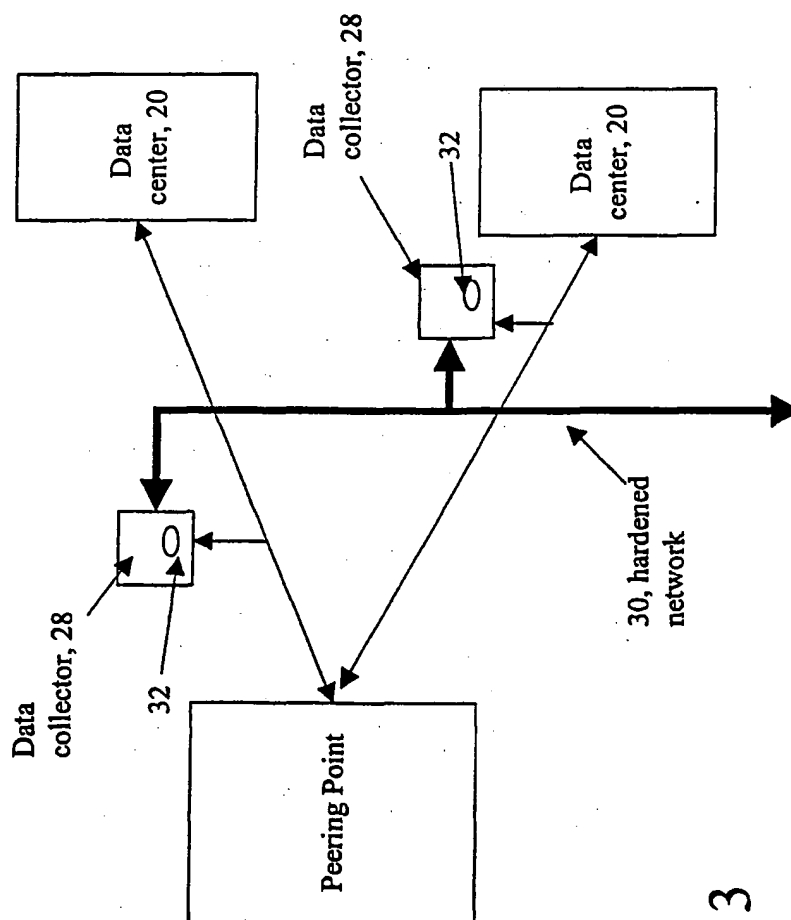 Data
collector, 28
32
Data
center, 20
Data
collector, 28
32
Data
center, 20
Peering Point
30, hardened
network
3